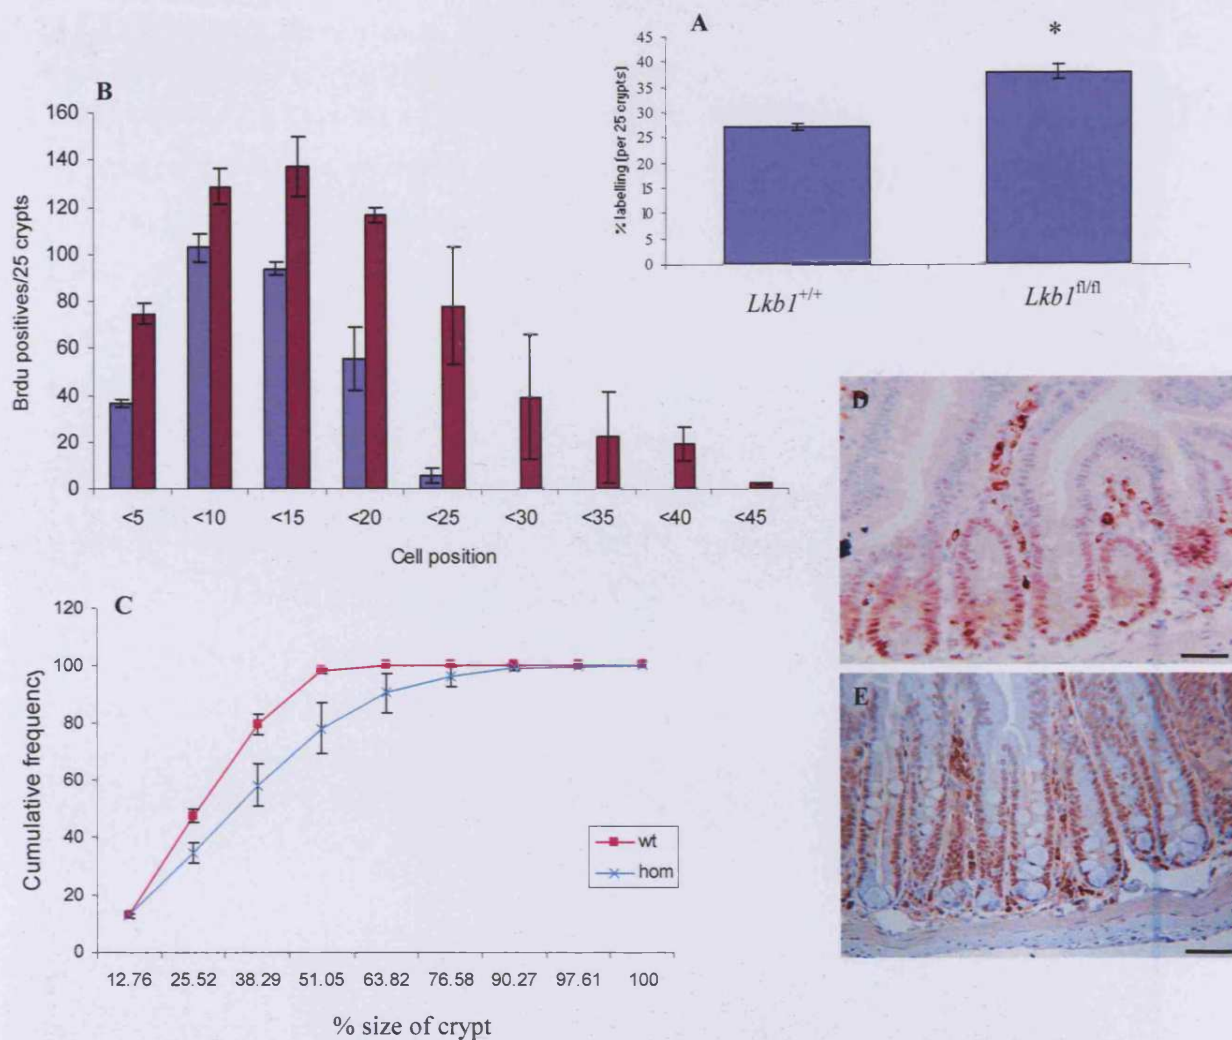 A
45
40
35
30
25
20
15
10
5
0
% labelling (per 25 crypts)
*
Lkb1+/+
Lkb1fl/fl
B
160
140
120
100
80
60
40
20
0
Brdu positives/25 crypts
<5 <10 <15 <20 <25 <30 <35 <40 <45
Cell position
C
120
100
80
60
40
20
0
Cumulative frequency
wt
hom
12.76 25.52 38.29 51.05 63.82 76.58 90.27 97.61 100
% size of crypt
D
E